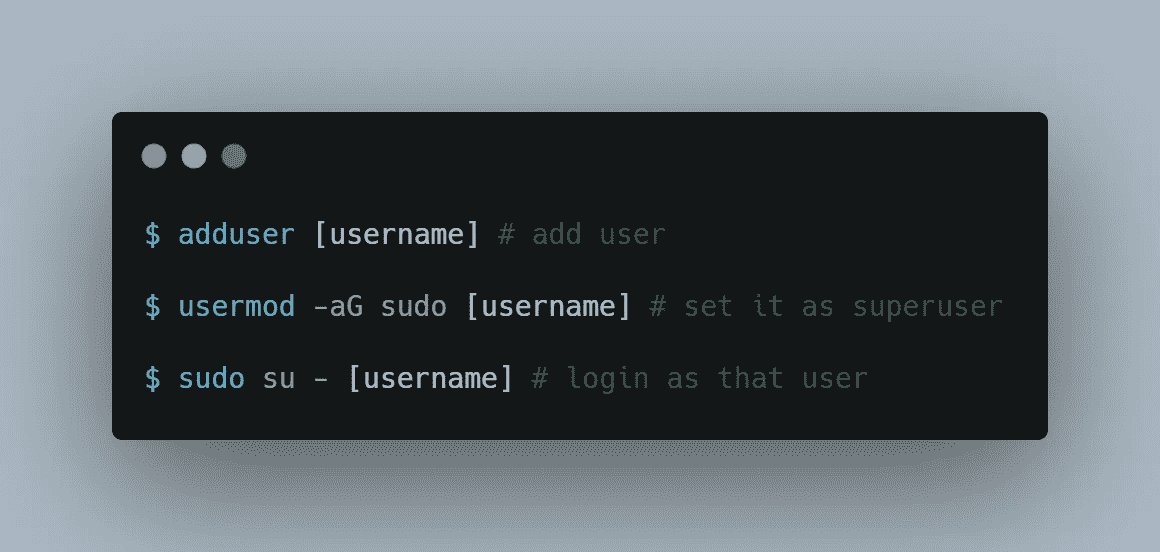 $ adduser [username] # add user
$ usermod -aG sudo [username] # set it as superuser
$ sudo su - [username] # login as that user